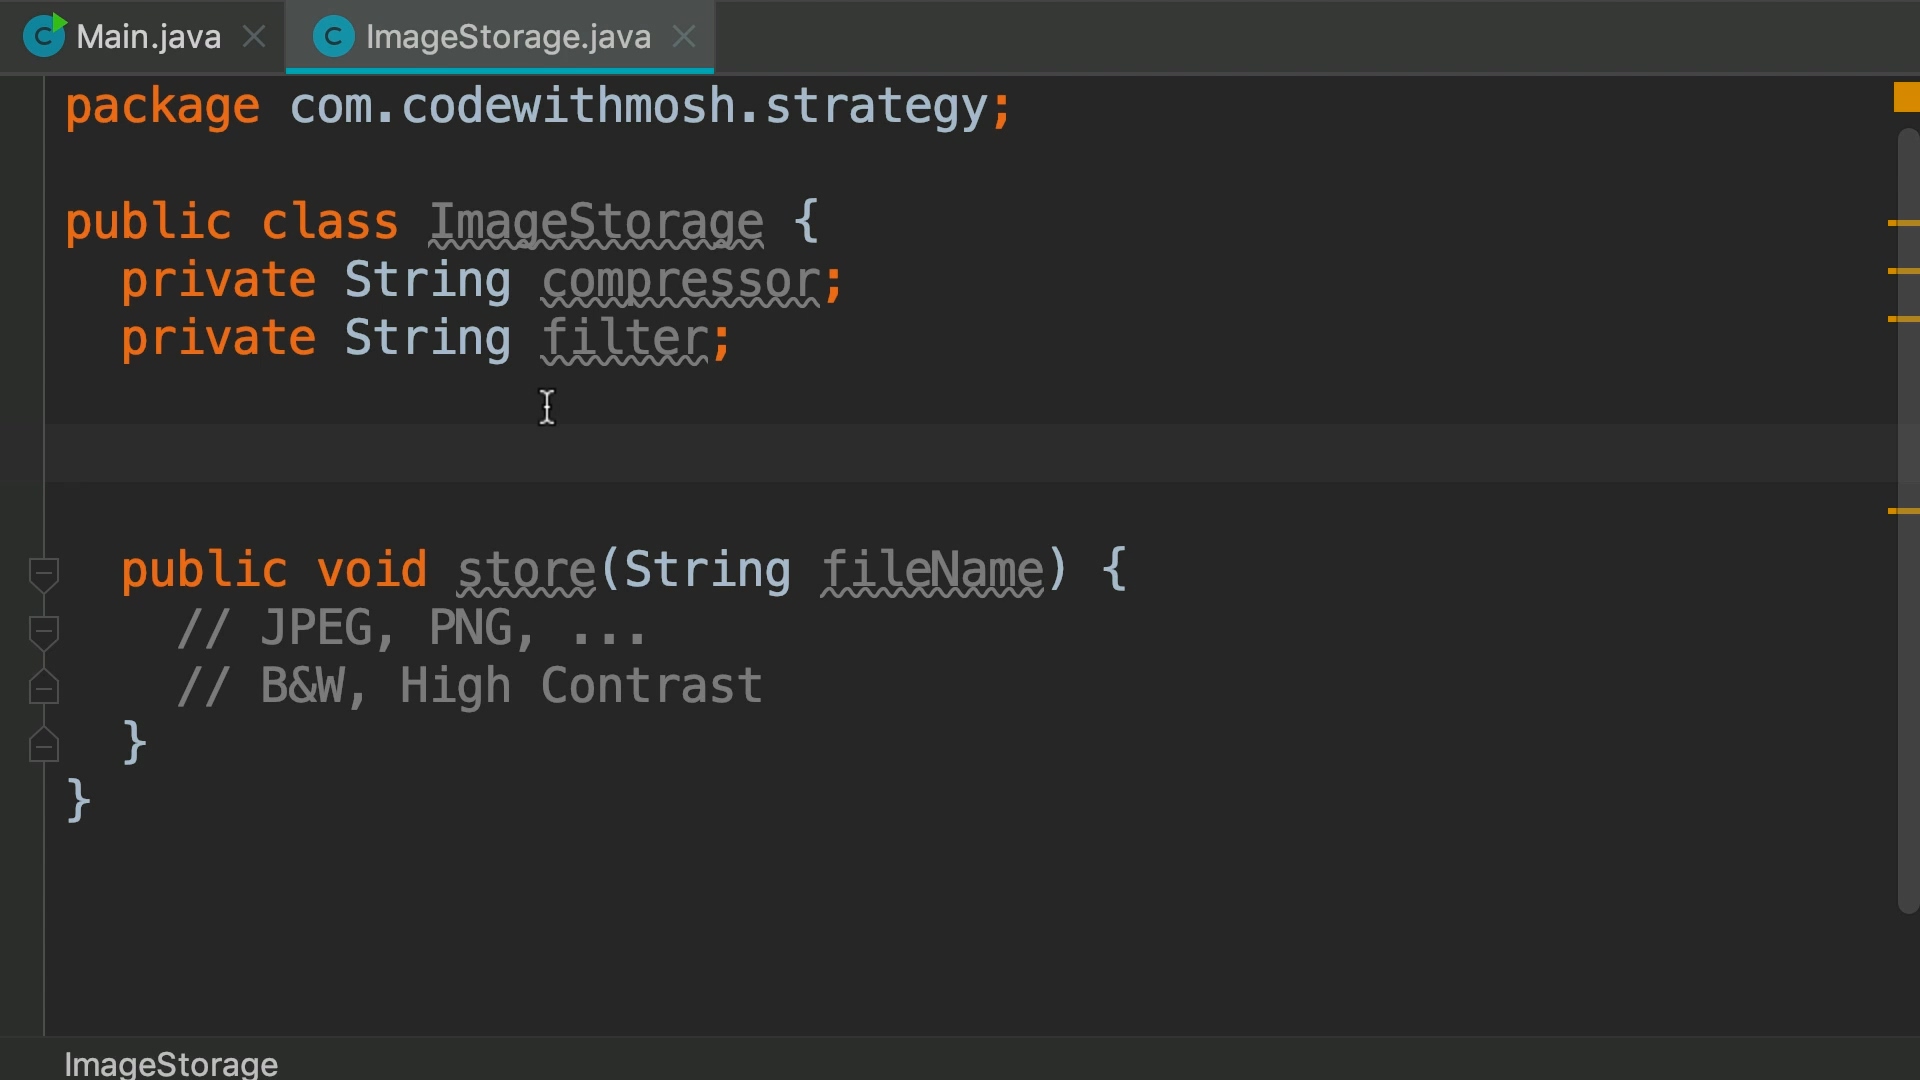 Main.java
ImageStorage.java
package com.codewithmosh.strategy;
public class ImageStorage {
private String compressor;
private String filter;
public void store(String fileName) {
// JPEG, PNG, ...
// B&W, High Contrast
}
}
ImageStorage